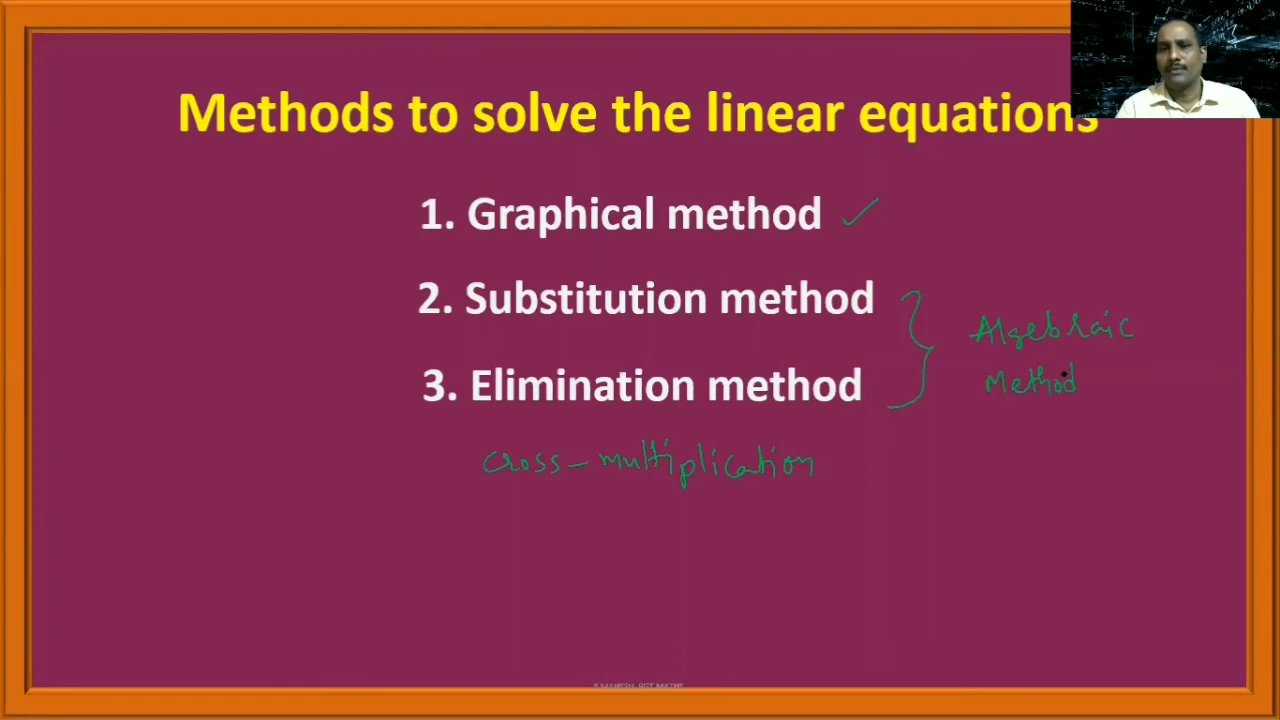 Methods to solve the linear equations
1. Graphical method
2. Substitution method
3. Elimination method
Algebraic
Method
cross-multiplication